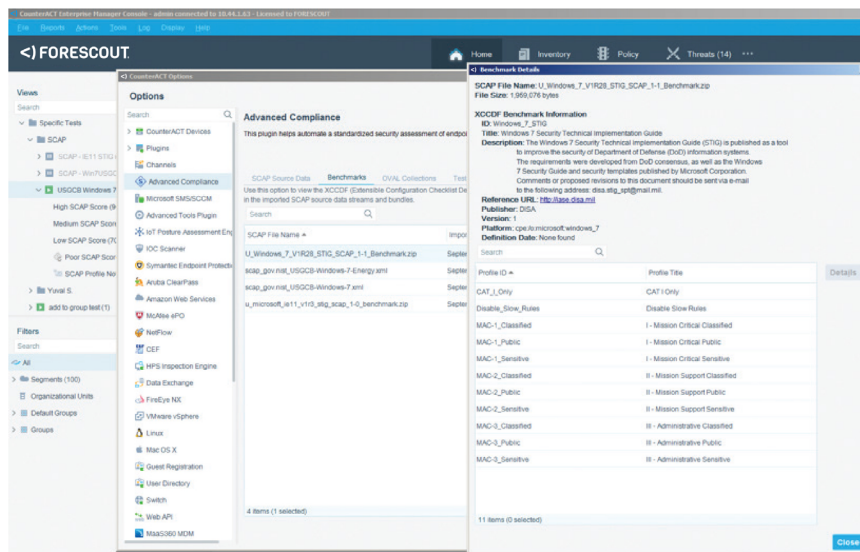 CounterACT Enterprise Manager Console - admin connected to 10.44.1.63 - Licensed to FORESCOUT
File Reports Actions Tools Log Display Help
<) FORESCOUT.
Home Inventory Policy Threats (14) •••
Views
Search
Specific Tests
SCAP
SCAP - IE11 STIG
SCAP - Win7USGC
USGCB Windows 7
High SCAP Score (9
Medium SCAP Score
Low SCAP Score (70
Poor SCAP Scor
SCAP Profile No
Yuval S.
add to group test (1)
Filters
Search
All
Segments (100)
Organizational Units
Default Groups
Groups
<) CounterACT Options
Options
Search
CounterACT Devices
Plugins
Channels
Advanced Compliance
Microsoft SMS/SCCM
Advanced Tools Plugin
IoT Posture Assessment Eng
IOC Scanner
Symantec Endpoint Protectio
Aruba ClearPass
Amazon Web Services
McAfee ePO
NetFlow
CEF
HPS Inspection Engine
Data Exchange
FireEye NX
VMware vSphere
Linux
Mac OS X
Guest Registration
User Directory
Switch
Web API
MaaS360 MDM
Advanced Compliance
This plugin helps automate a standardized security assessment of endpoi
SCAP Source Data Benchmarks OVAL Collections Test
Use this option to view the XCCDF (Extensible Configuration Checklist De
in the imported SCAP source data streams and bundles.
Search
SCAP File Name Impor
U_Windows_7_V1R28_STIG_SCAP_1-1_Benchmark.zip Septer
scap_gov.nist_USGCB-Windows-7-Energy.xml Septer
scap_gov.nist_USGCB-Windows-7.xml Septer
u_microsoft_ie11_v1r3_stig_scap_1-0_benchmark.zip Septer
4 items (1 selected)
<) Benchmark Details
SCAP File Name: U_Windows_7_V1R28_STIG_SCAP_1-1_Benchmark.zip
File Size: 1,959,076 bytes
XCCDF Benchmark Information
ID: Windows_7_STIG
Title: Windows 7 Security Technical Implementation Guide
Description: The Windows 7 Security Technical Implementation Guide (STIG) is published as a tool
to improve the security of Department of Defense (DoD) information systems.
The requirements were developed from DoD consensus, as well as the Windows
7 Security Guide and security templates published by Microsoft Corporation.
Comments or proposed revisions to this document should be sent via e-mail
to the following address: disa.stig_spt@mail.mil.
Reference URL: http://iase.disa.mil
Publisher: DISA
Version: 1
Platform: cpe:/o:microsoft:windows_7
Definition Date: None found
Search
Profile ID Profile Title
CAT_I_Only CAT I Only
Disable_Slow_Rules Disable Slow Rules
MAC-1_Classified I - Mission Critical Classified
MAC-1_Public I - Mission Critical Public
MAC-1_Sensitive I - Mission Critical Sensitive
MAC-2_Classified II - Mission Support Classified
MAC-2_Public II - Mission Support Public
MAC-2_Sensitive II - Mission Support Sensitive
MAC-3_Classified III - Administrative Classified
MAC-3_Public III - Administrative Public
MAC-3_Sensitive III - Administrative Sensitive
11 items (0 selected)
Details
Close